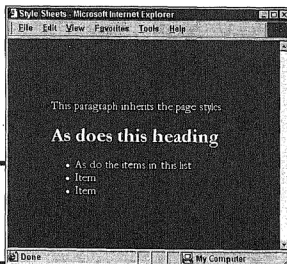 Style Sheets - Microsoft Internet Explorer
File Edit View Favorites Tools Help
This paragraph inherits the page styles
As does this heading
• As do the items in this list
• Item
• Item
Done My Computer